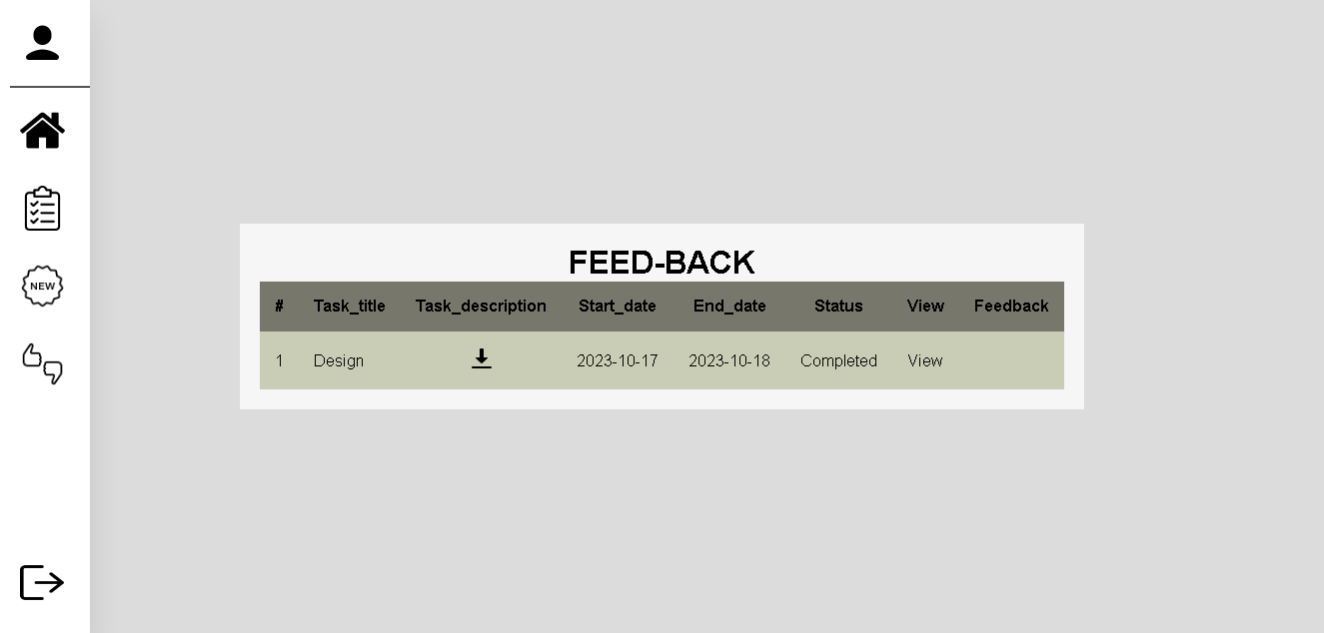 NEW
FEED-BACK
# Task_title Task_description Start_date End_date Status View Feedback
1 Design 2023-10-17 2023-10-18 Completed View